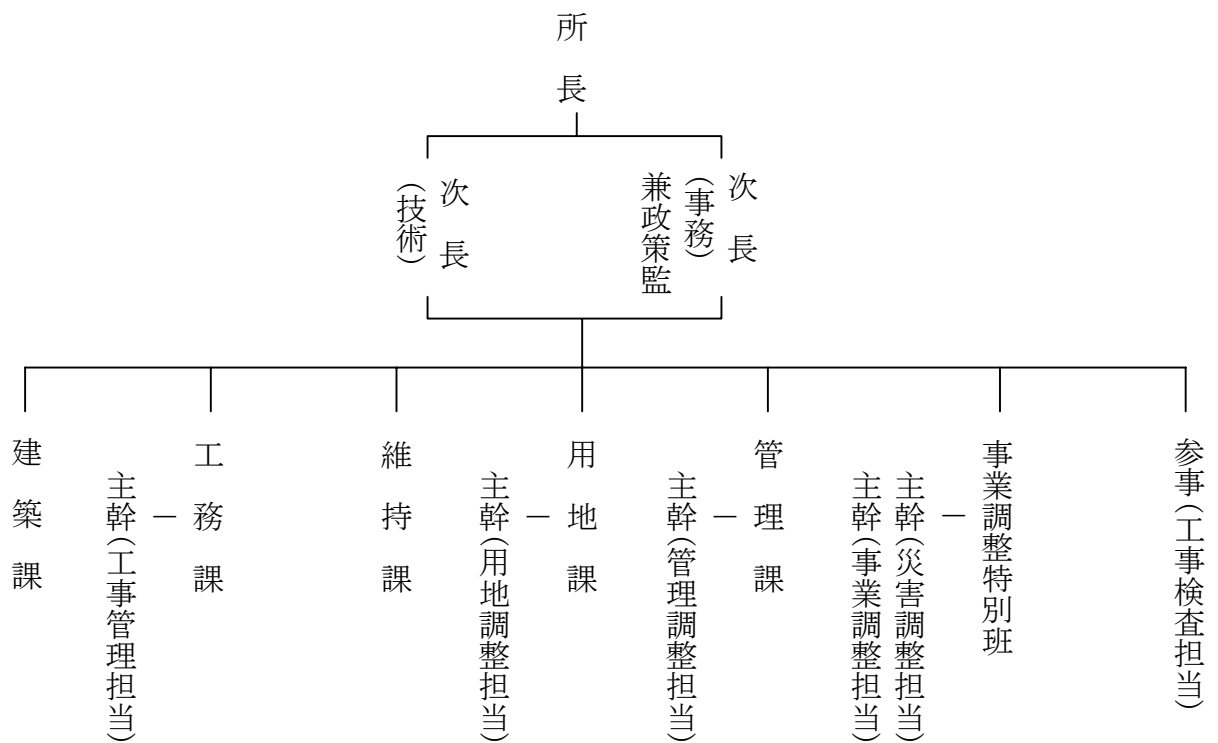 所長
次長
(事務)
兼政策監
次長
(技術)
参事(工事検査担当)
事業調整特別班
主幹(災害調整担当)
主幹(事業調整担当)
管理課
主幹(管理調整担当)
用地課
主幹(用地調整担当)
維持課
工務課
主幹(工事管理担当)
建築課